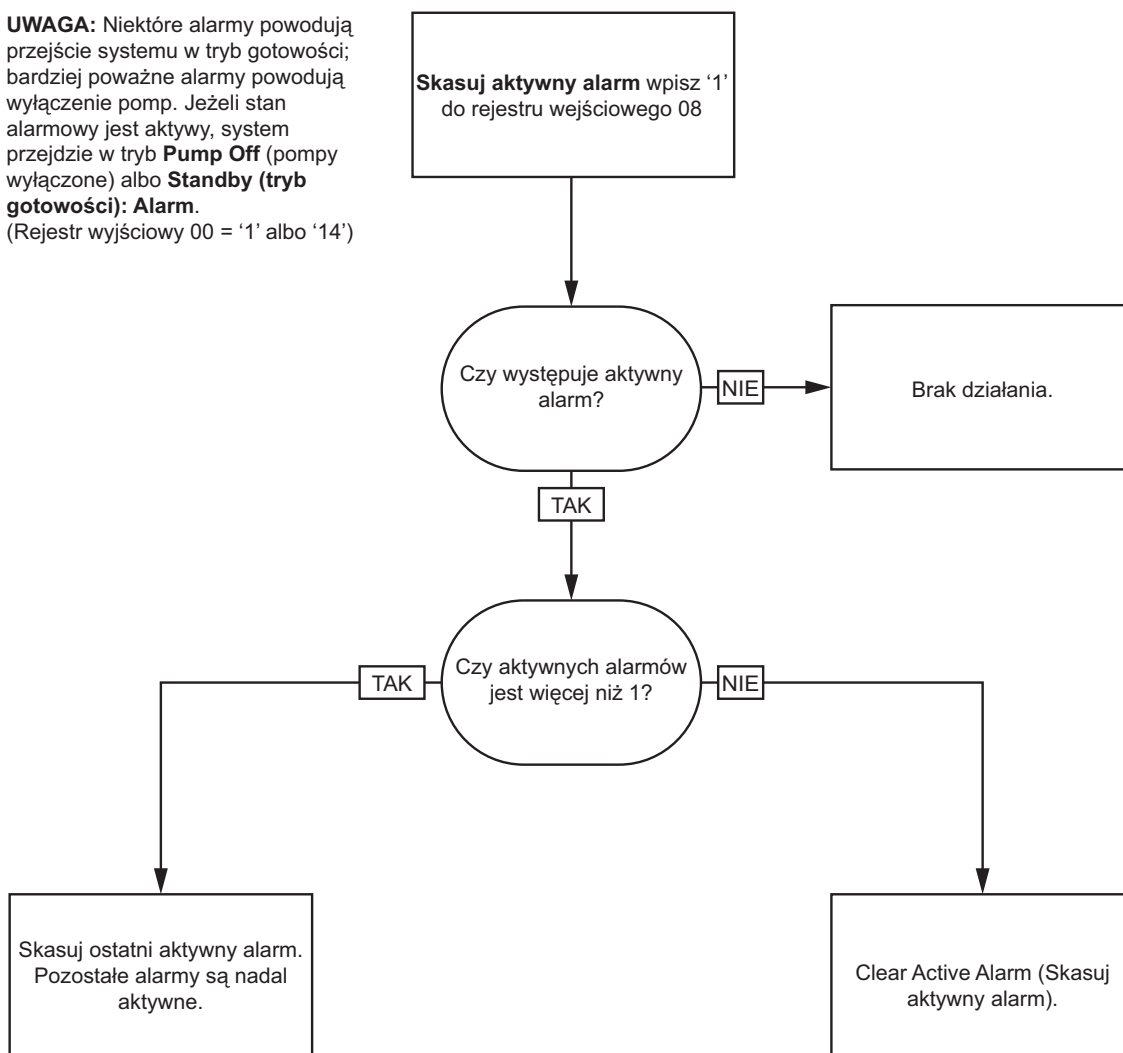 UWAGA: Niektóre alarmy powodują
przejście systemu w tryb gotowości;
bardziej poważne alarmy powodują
wyłączenie pomp. Jeżeli stan
alarmowy jest aktywy, system
przejdzie w tryb Pump Off (pompy
wyłączone) albo Standby (tryb
gotowości): Alarm.
(Rejestr wyjściowy 00 = ‘1’ albo ‘14’)
Skasuj aktywny alarm wpisz ‘1’
do rejestru wejściowego 08
Czy występuje aktywny
alarm?
NIE
Brak działania.
TAK
Czy aktywnych alarmów
jest więcej niż 1?
TAK
NIE
Skasuj ostatni aktywny alarm.
Pozostałe alarmy są nadal
aktywne.
Clear Active Alarm (Skasuj
aktywny alarm).